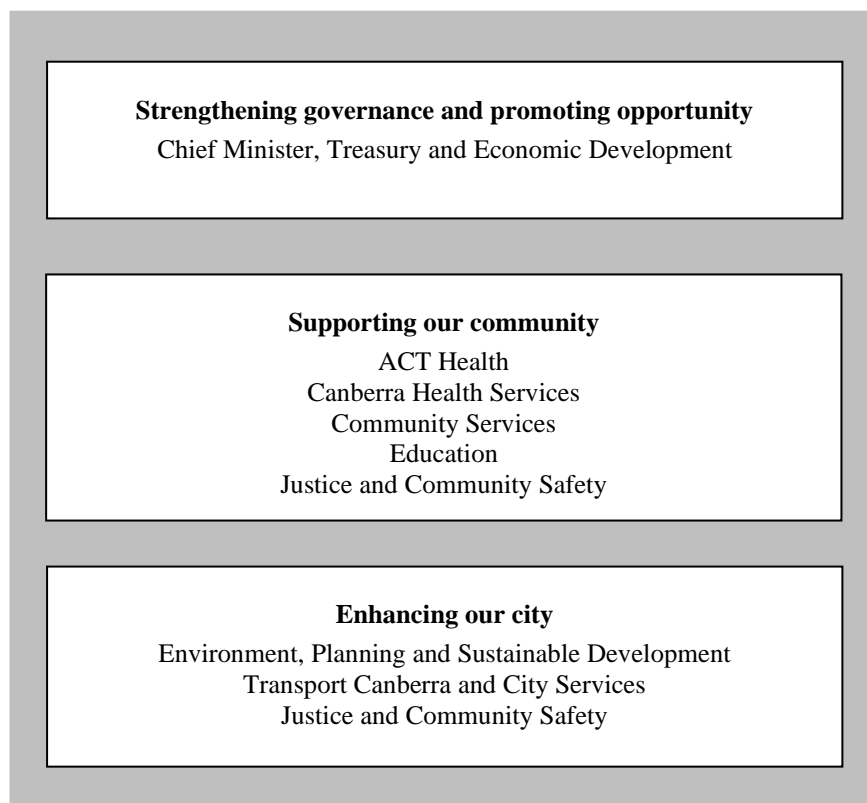 Strengthening governance and promoting opportunity
Chief Minister, Treasury and Economic Development
Supporting our community
ACT Health
Canberra Health Services
Community Services
Education
Justice and Community Safety
Enhancing our city
Environment, Planning and Sustainable Development
Transport Canberra and City Services
Justice and Community Safety